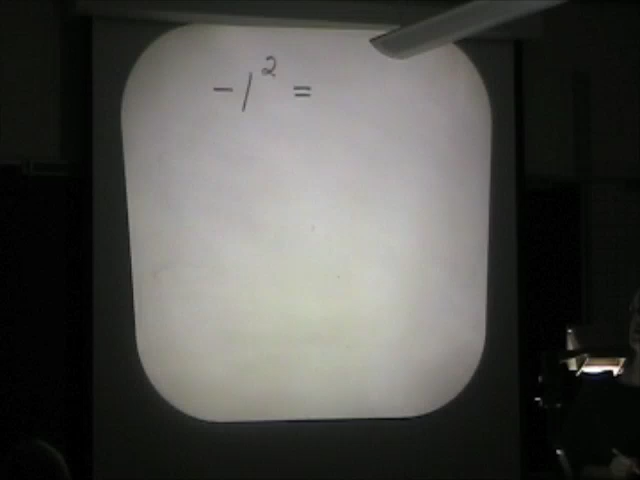 -1² =